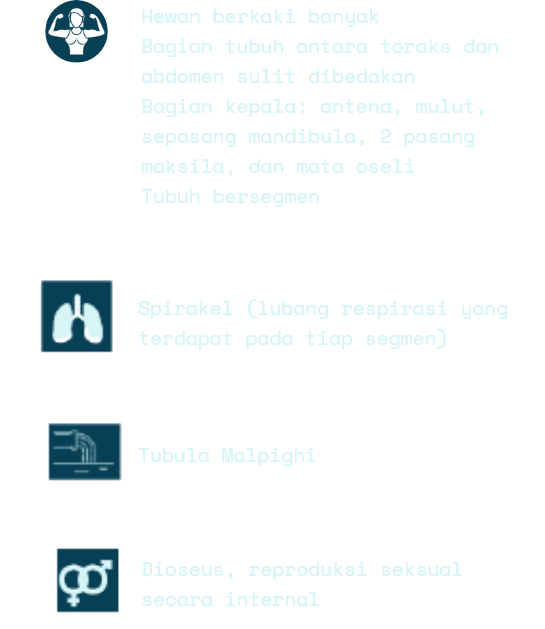 Hewan berkaki banyak
Bagian tubuh antara toraks dan
abdomen sulit dibedakan
Bagian kepala: antena, mulut,
sepasang mandibula, 2 pasang
maksila, dan mata oseli
Tubuh bersegmen
Spirakel (lubang respirasi yang
terdapat pada tiap segmen)
Tubula Malpighi
Dioseus, reproduksi seksual
secara internal